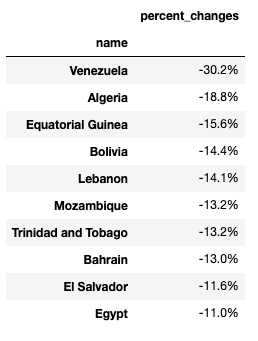 percent_changes
name
Venezuela -30.2%
Algeria -18.8%
Equatorial Guinea -15.6%
Bolivia -14.4%
Lebanon -14.1%
Mozambique -13.2%
Trinidad and Tobago -13.2%
Bahrain -13.0%
El Salvador -11.6%
Egypt -11.0%